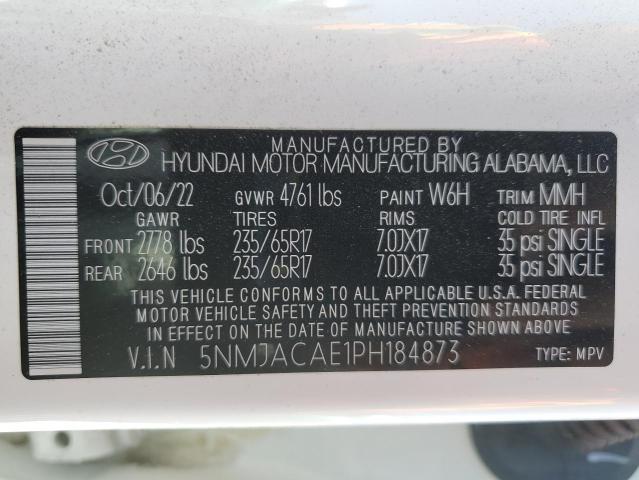 MANUFACTURED BY
HYUNDAI MOTOR MANUFACTURING ALABAMA, LLC
Oct/06/22 GVWR 4761 lbs PAINT W6H TRIM MMH
GAWR TIRES RIMS COLD TIRE INFL
FRONT 2778 lbs 235/65R17 7.0JX17 35 psi SINGLE
REAR 2646 lbs 235/65R17 7.0JX17 35 psi SINGLE
THIS VEHICLE CONFORMS TO ALL APPLICABLE U.S.A. FEDERAL
MOTOR VEHICLE SAFETY AND THEFT PREVENTION STANDARDS
IN EFFECT ON THE DATE OF MANUFACTURE SHOWN ABOVE.
V.I.N 5NMJACAE1PH184873 TYPE: MPV